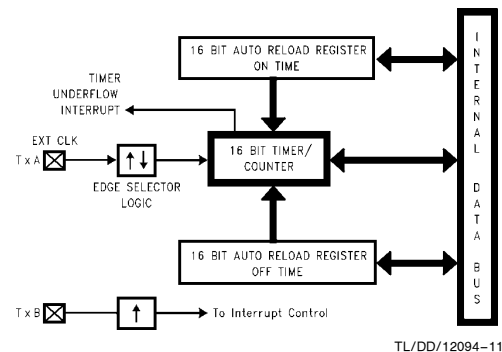 16 BIT AUTO RELOAD REGISTER
ON TIME
TIMER
UNDERFLOW
INTERRUPT
EXT CLK
TxA
16 BIT TIMER/
COUNTER
EDGE SELECTOR
LOGIC
16 BIT AUTO RELOAD REGISTER
OFF TIME
TxB
To Interrupt Control
INTERNAL DATA BUS
TL/DD/12094–11